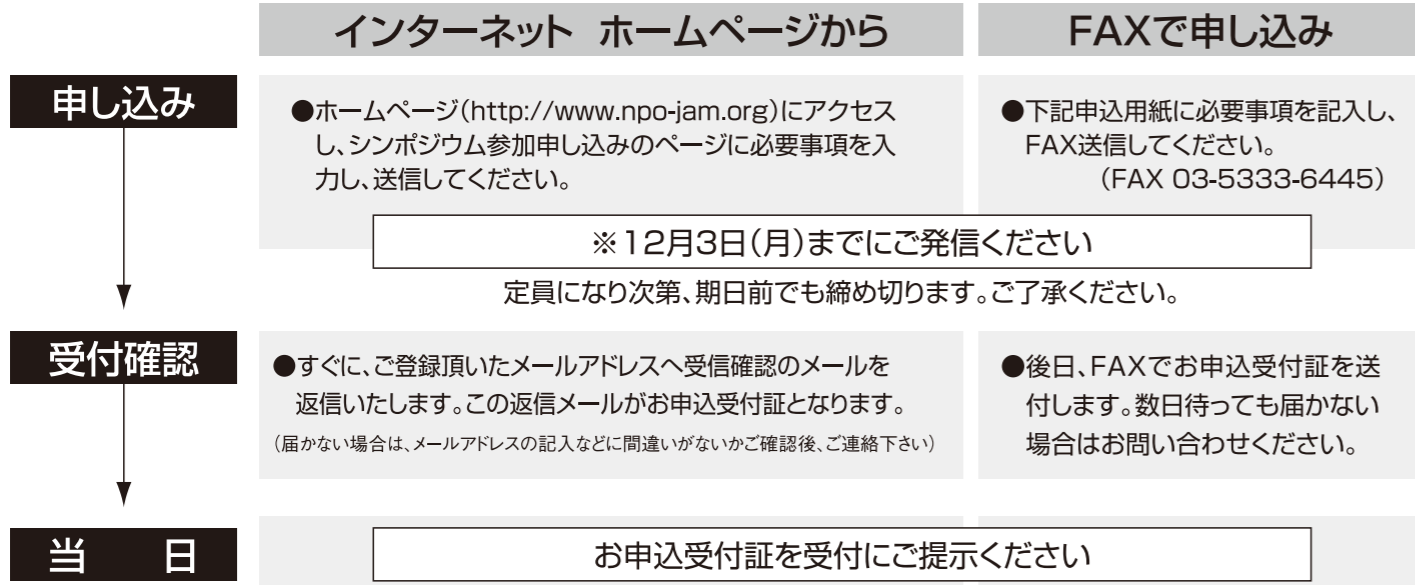 インターネット ホームページから
FAXで申し込み
申し込み
●ホームページ(http://www.npo-jam.org)にアクセス
し、シンポジウム参加申し込みのページに必要事項を入
力し、送信してください。
●下記申込用紙に必要事項を記入し、
FAX送信してください。
(FAX 03-5333-6445)
※12月3日(月)までにご発信ください
定員になり次第、期日前でも締め切ります。ご了承ください。
受付確認
●すぐに、ご登録頂いたメールアドレスへ受信確認のメールを
返信いたします。この返信メールがお申込受付証となります。
(届かない場合は、メールアドレスの記入などに間違いがないかご確認後、ご連絡下さい)
●後日、FAXでお申込受付証を送
付します。数日待っても届かない
場合はお問い合わせください。
当 日
お申込受付証を受付にご提示ください